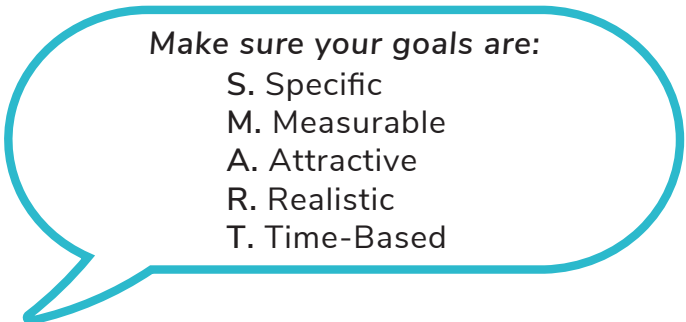 Make sure your goals are:
S. Specific
M. Measurable
A. Attractive
R. Realistic
T. Time-Based